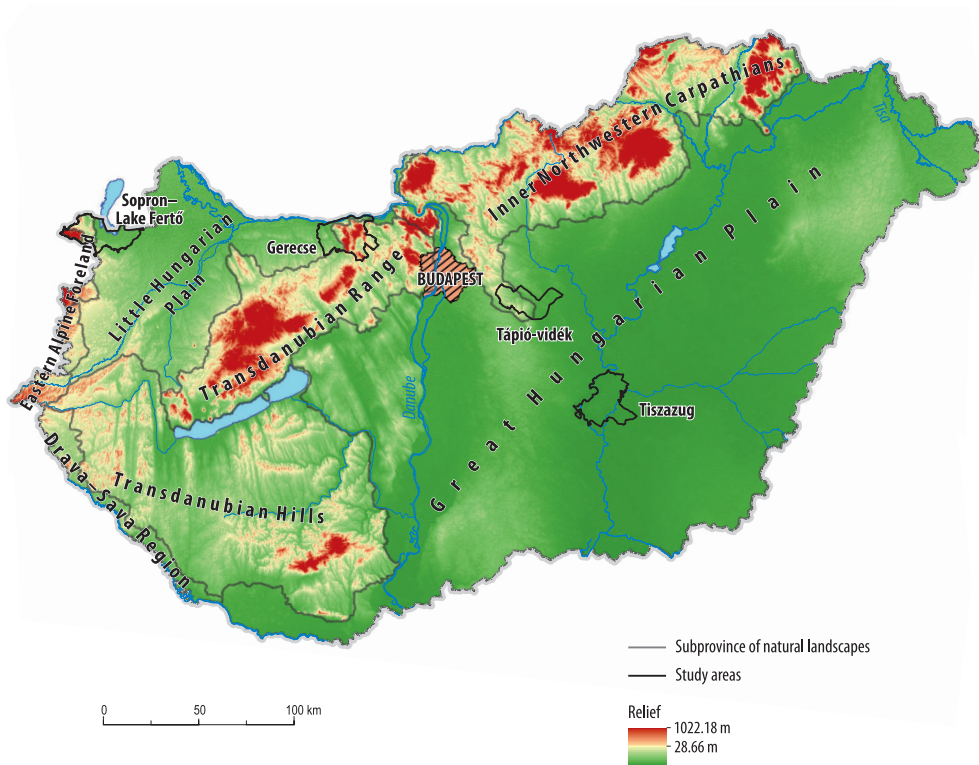 Inner Northwestern Carpathians
Tisa
Sopron–
Lake Fertő
Little Hungarian
Plain
Eastern Alpine Foreland
Gerecse
BUDAPEST
Transdanubian Range
Tápió-vidék
Great Hungarian Plain
Danube
Tiszazug
Drava–Sava Region
Transdanubian Hills
Subprovince of natural landscapes
Study areas
0 50 100 km
Relief
1022.18 m
28.66 m